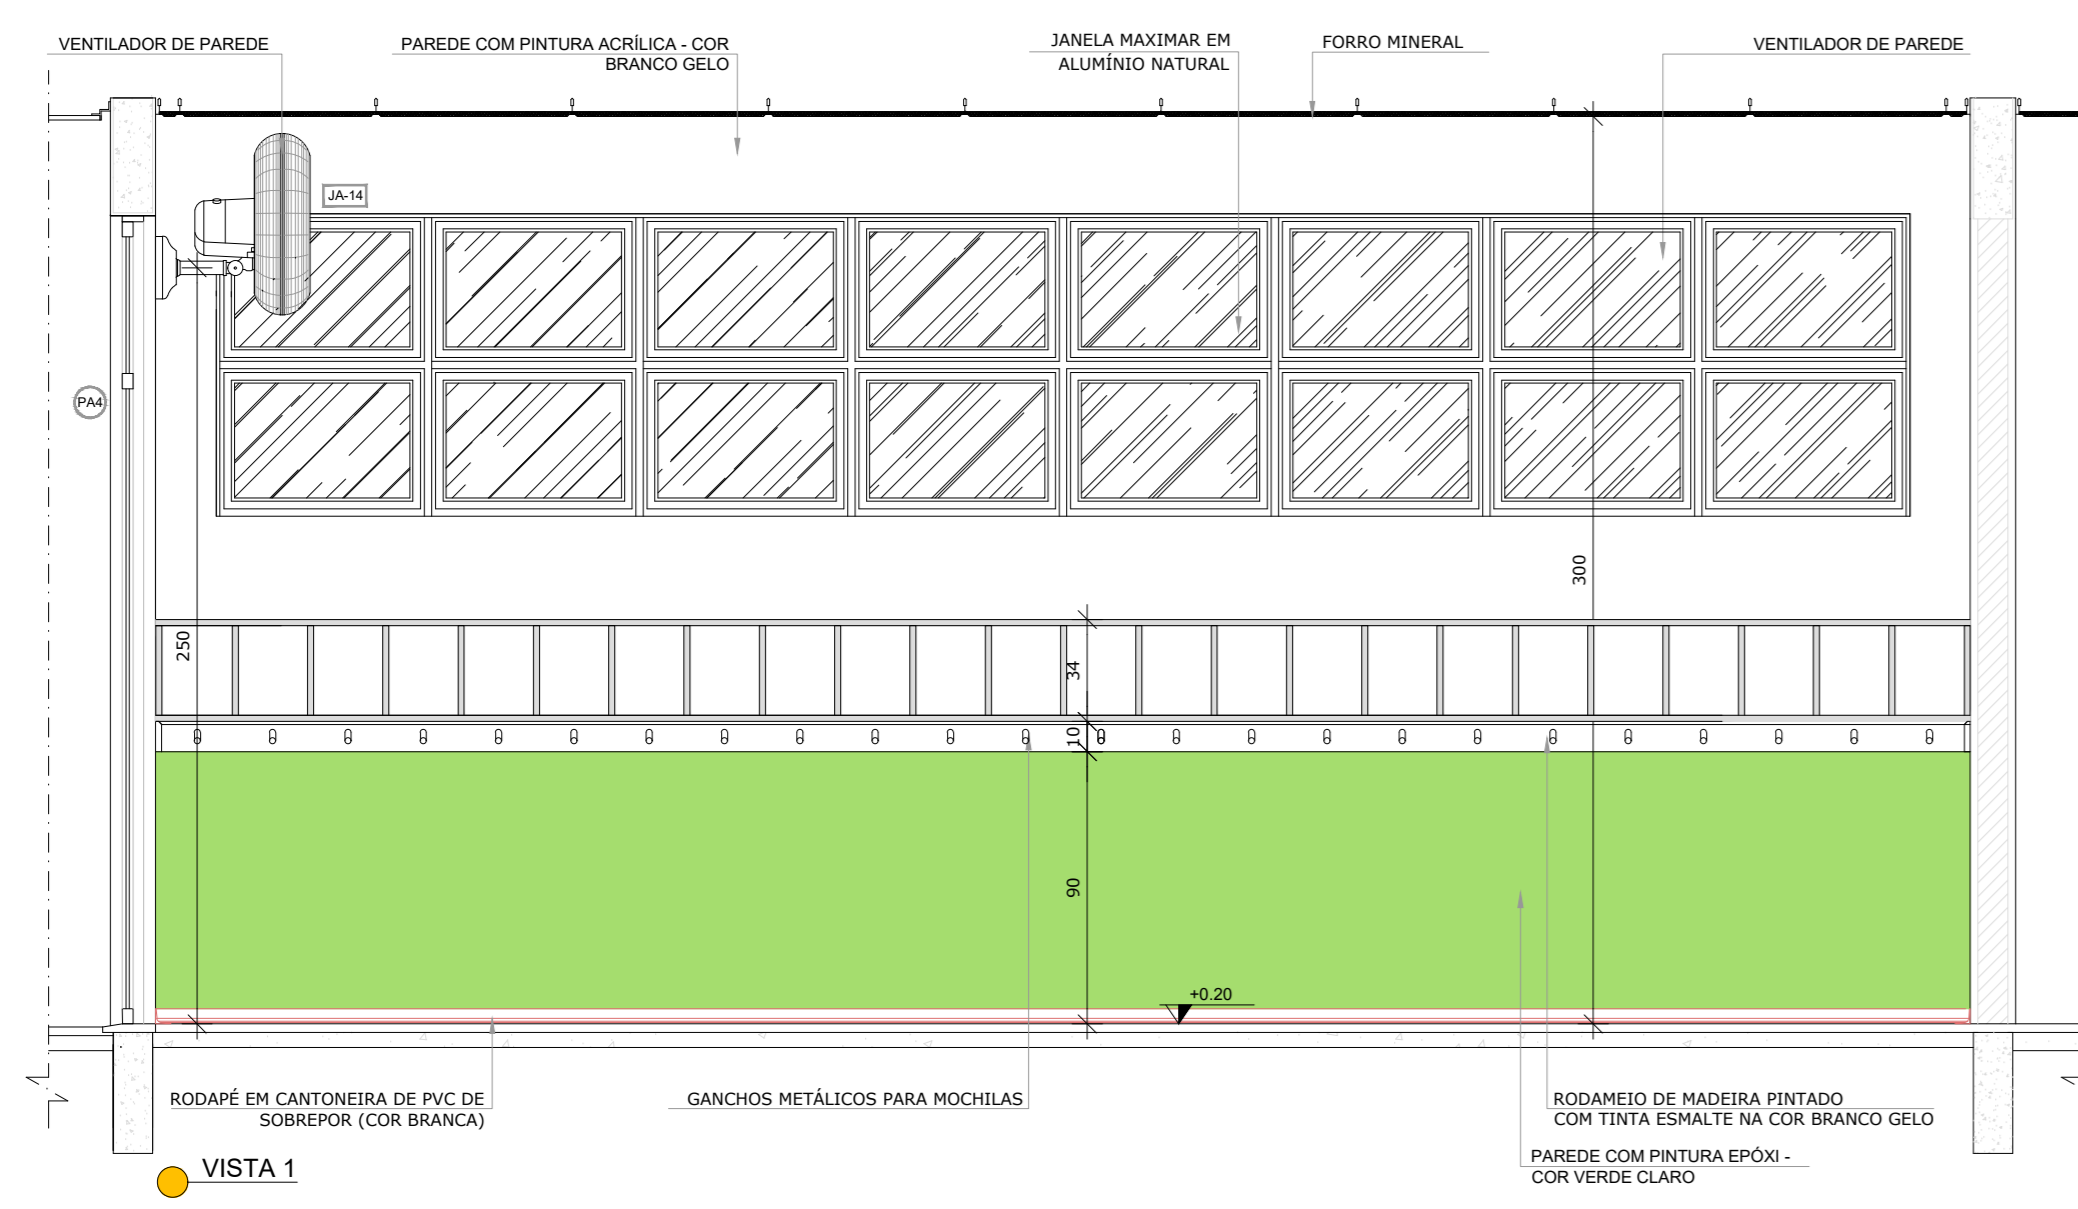 VENTILADOR DE PAREDE
PAREDE COM PINTURA ACRÍLICA - COR
BRANCO GELO
JANELA MAXIMAR EM
ALUMÍNIO NATURAL
FORRO MINERAL
VENTILADOR DE PAREDE
JA-14
PA4
300
250
34
10
90
+0.20
RODAPÉ EM CANTONEIRA DE PVC DE
SOBREPOR (COR BRANCA)
GANCHOS METÁLICOS PARA MOCHILAS
RODAMEIO DE MADEIRA PINTADO
COM TINTA ESMALTE NA COR BRANCO GELO
PAREDE COM PINTURA EPÓXI -
COR VERDE CLARO
VISTA 1